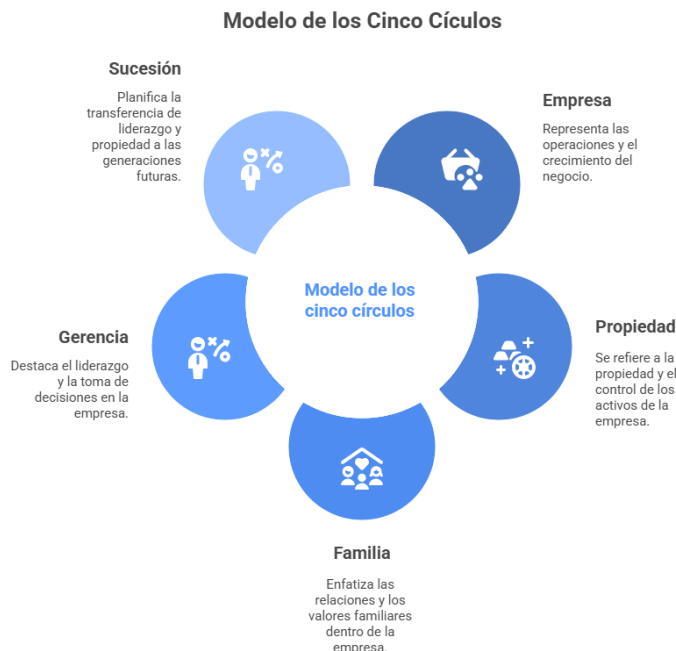 Modelo de los Cinco Cículos
Sucesión
Planifica la
transferencia de
liderazgo y
propiedad a las
generaciones
futuras.
Empresa
Representa las
operaciones y el
crecimiento del
negocio.
Modelo de los
cinco círculos
Gerencia
Destaca el liderazgo
y la toma de
decisiones en la
empresa.
Propiedad
Se refiere a la
propiedad y el
control de los
activos de la
empresa.
Familia
Enfatiza las
relaciones y los
valores familiares
dentro de la
empresa.